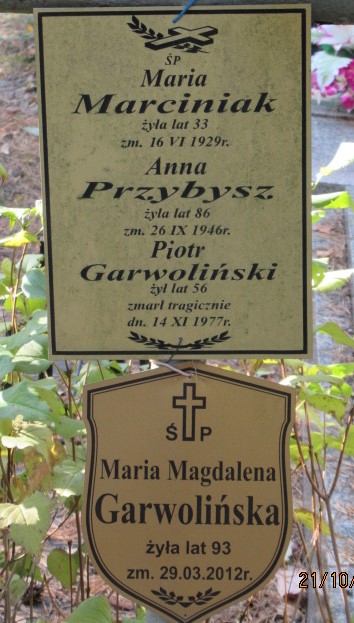 ŚP
Maria
Marciniak
żyła lat 33
zm. 16 VI 1929r.
Anna
Przybysz
żyła lat 86
zm. 26 IX 1946r.
Pjotr
Garwoliński
żył lat 56
zmarł tragicznie
dn. 14 XI 1977r.
Ś P
Maria Magdalena
Garwolińska
żyła lat 93
zm. 29.03.2012r.
21/10/